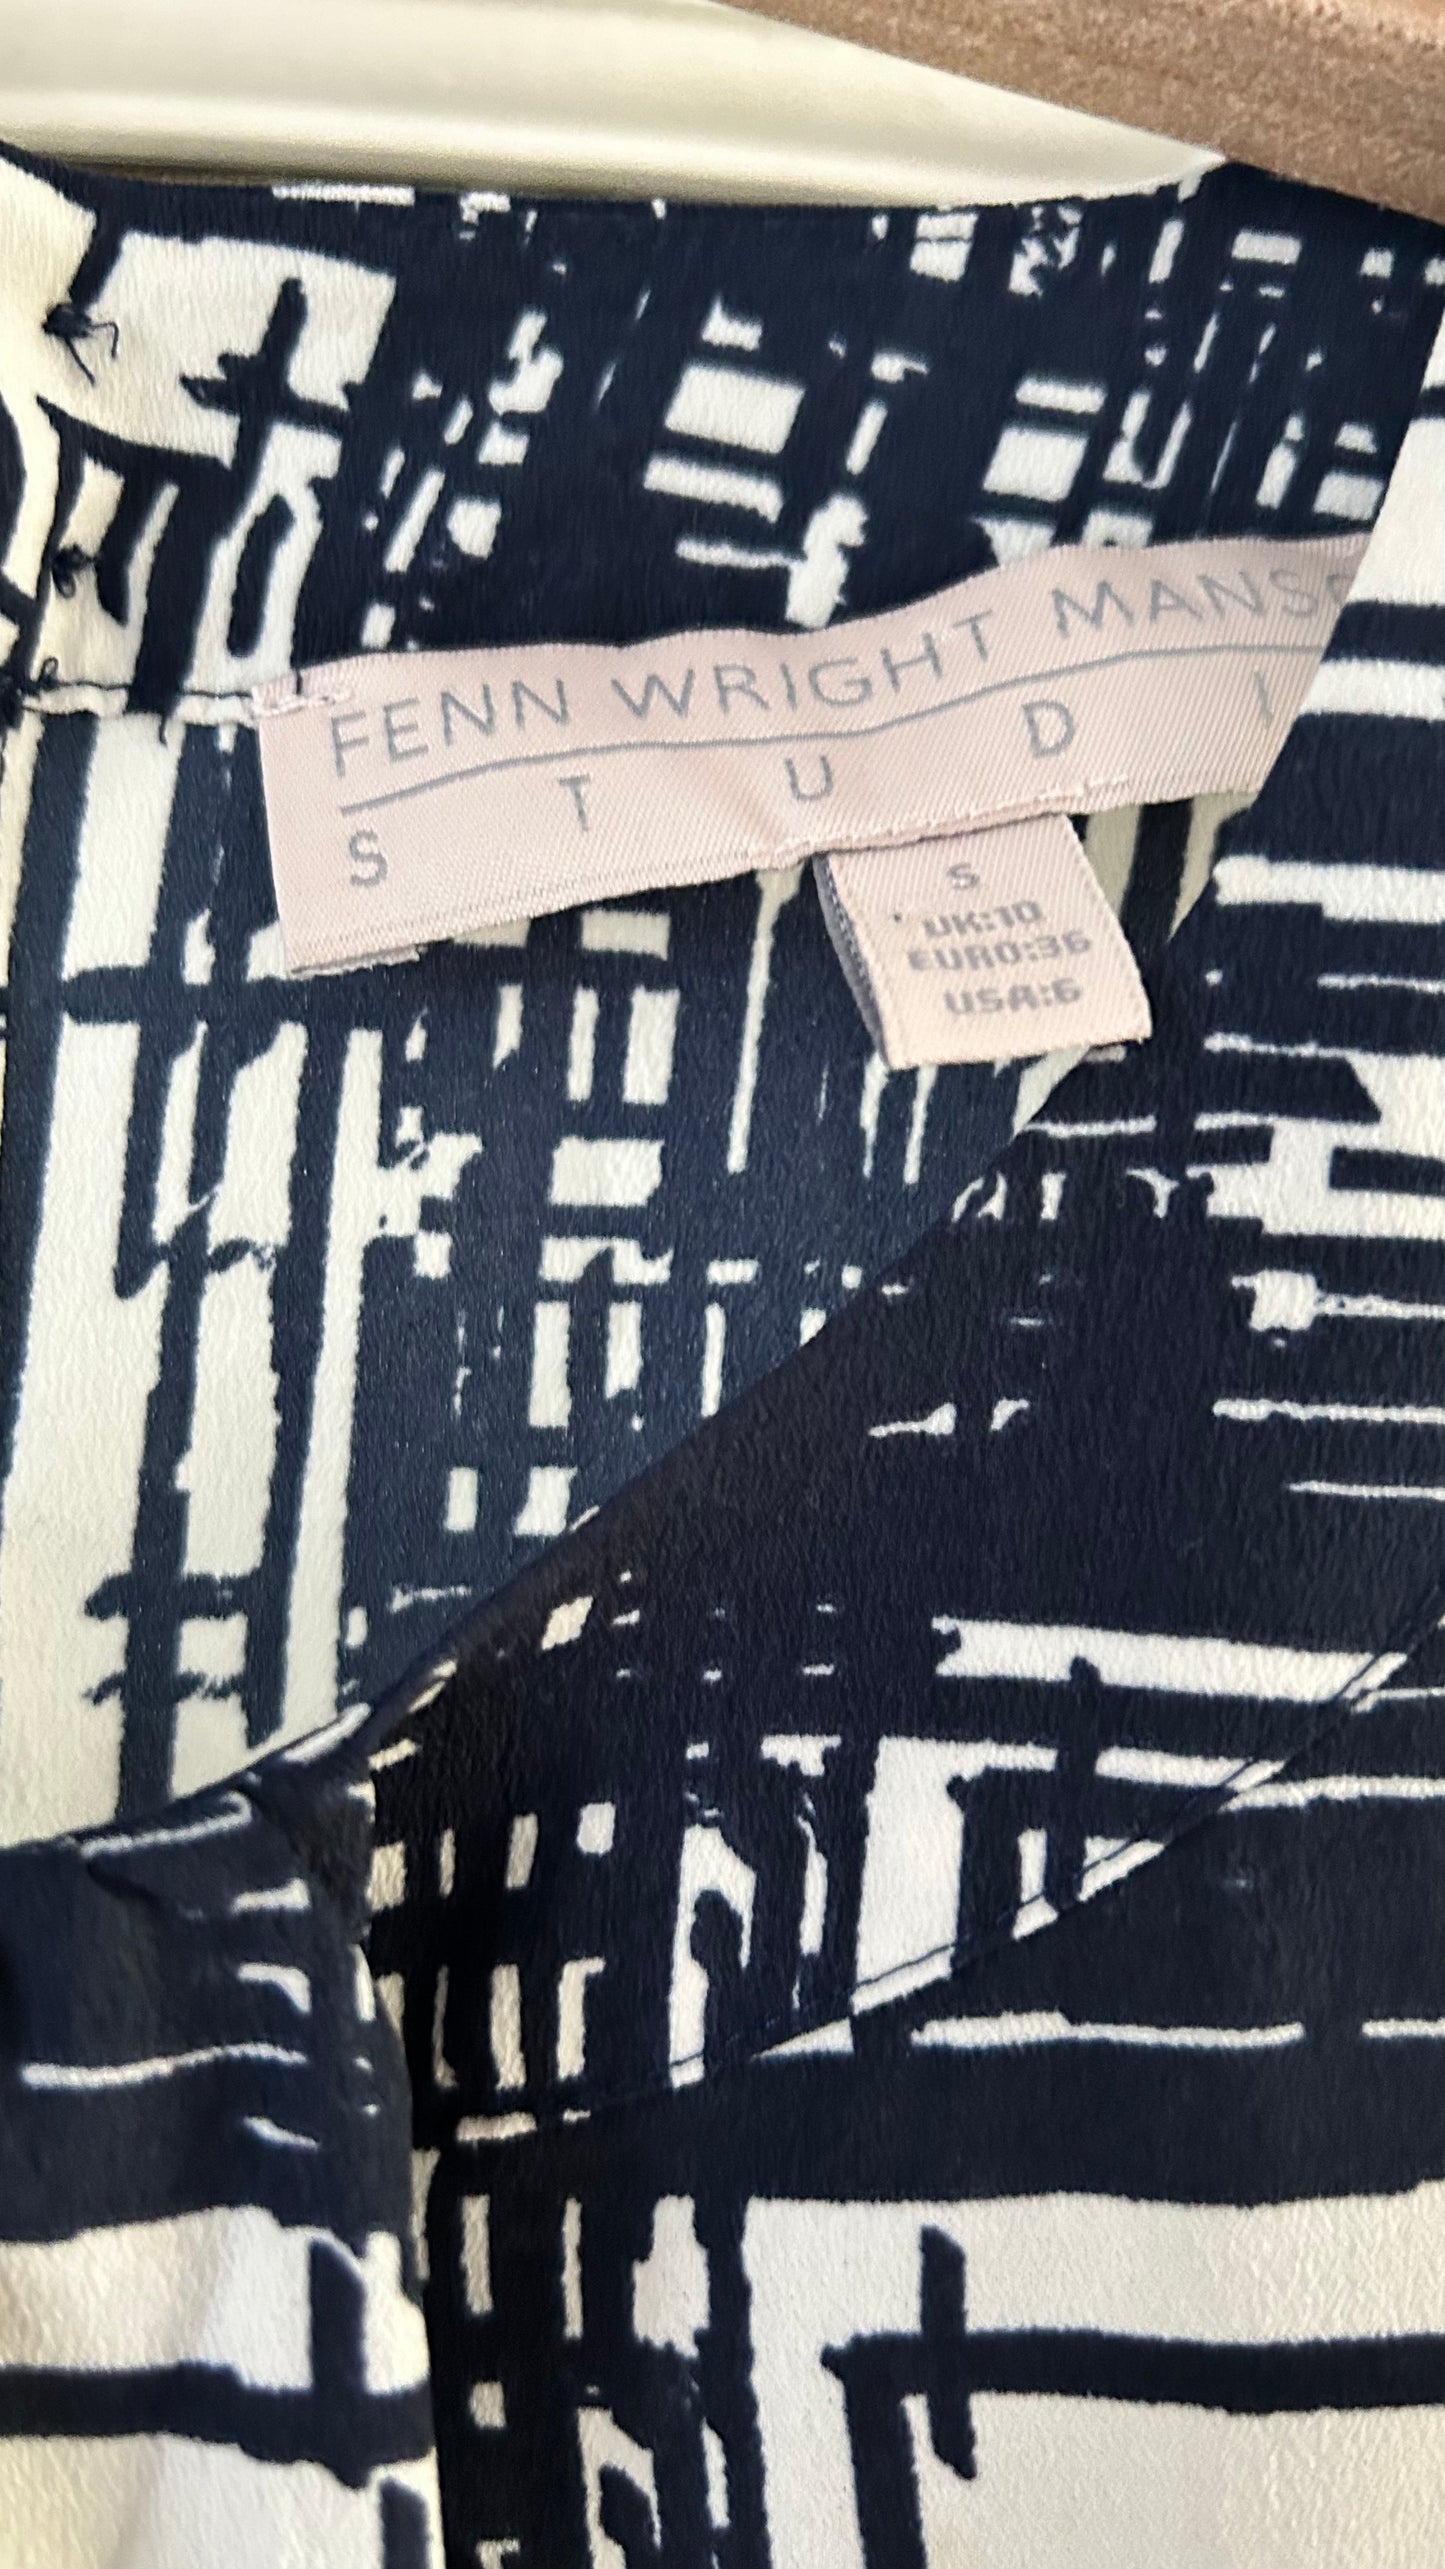 FENN WRIGHT MANS
S T U D I
S
UK:10
EURO:36
USA:6